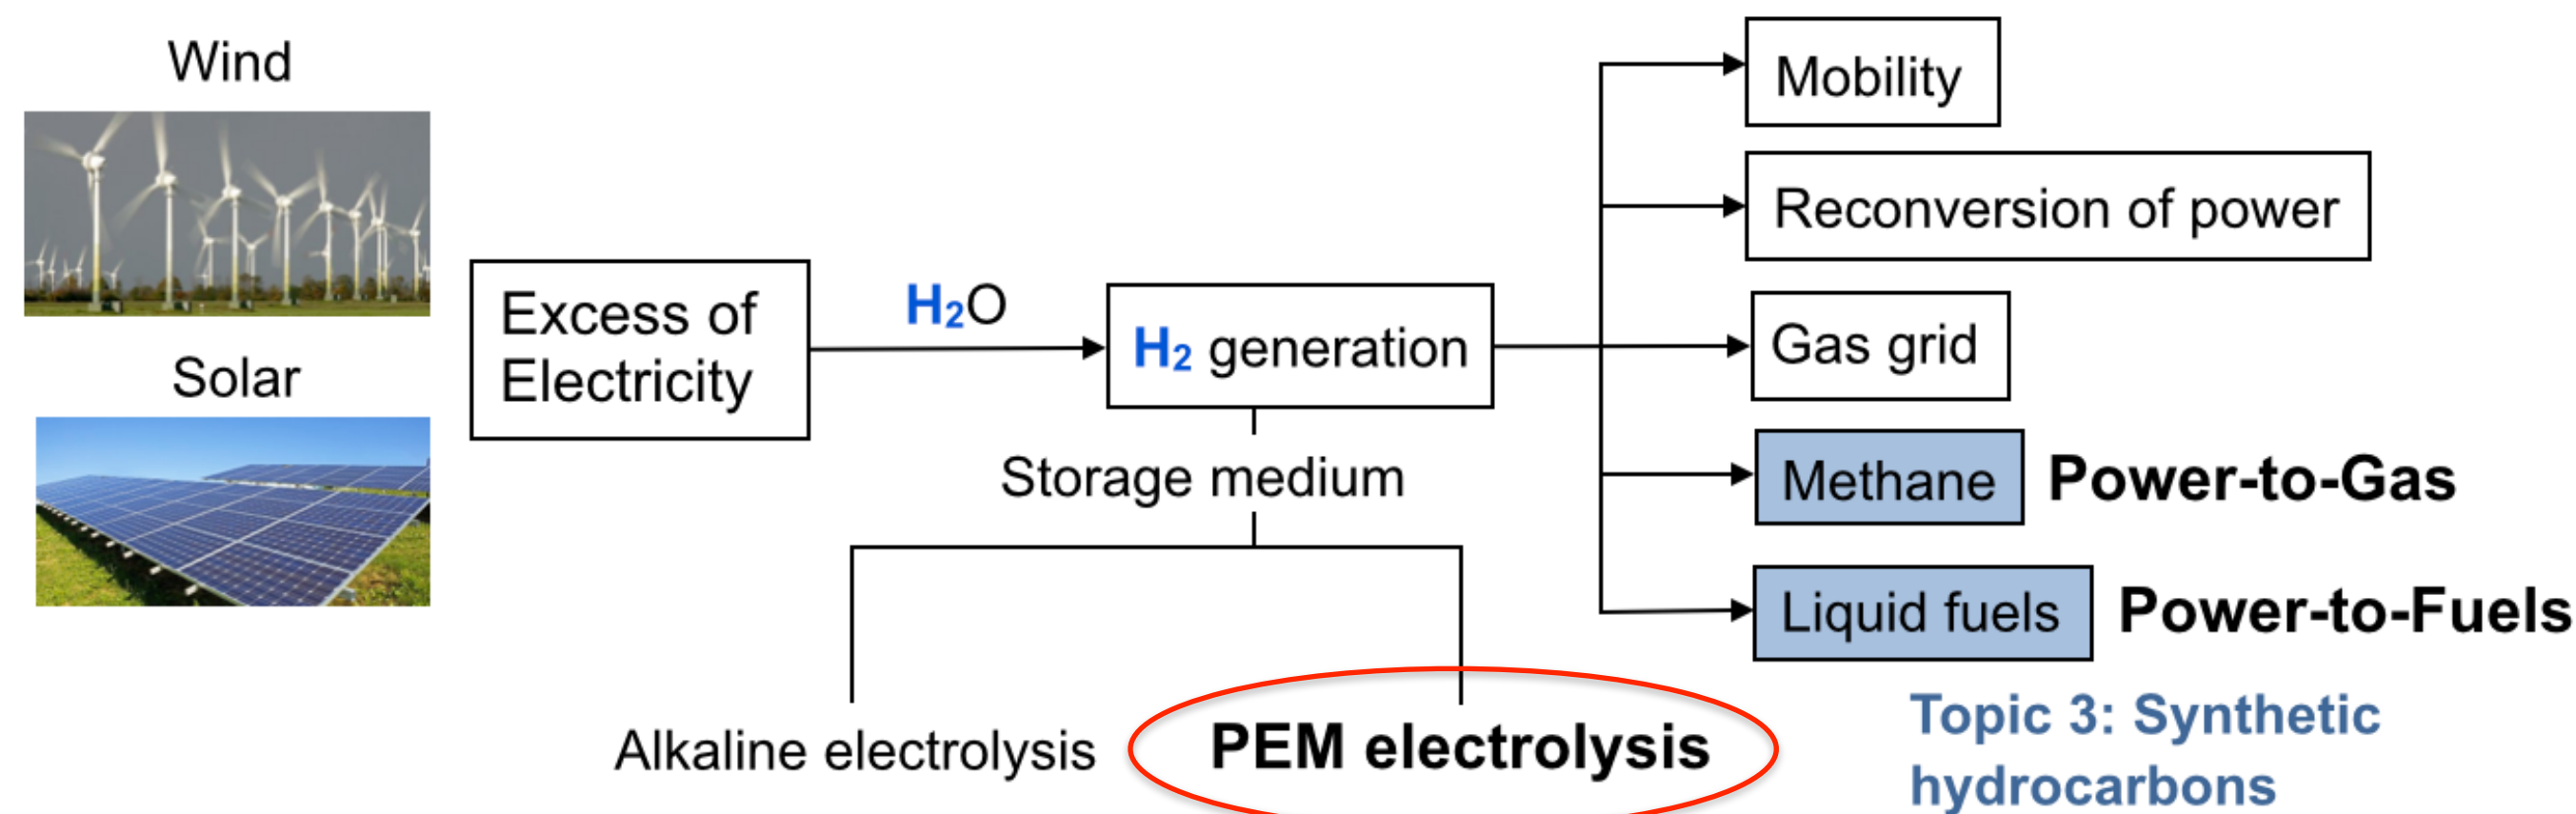 Wind
Solar
Excess of
Electricity
H₂O
H₂ generation
Storage medium
Alkaline electrolysis
PEM electrolysis
Mobility
Reconversion of power
Gas grid
Methane
Power-to-Gas
Liquid fuels
Power-to-Fuels
Topic 3: Synthetic
hydrocarbons